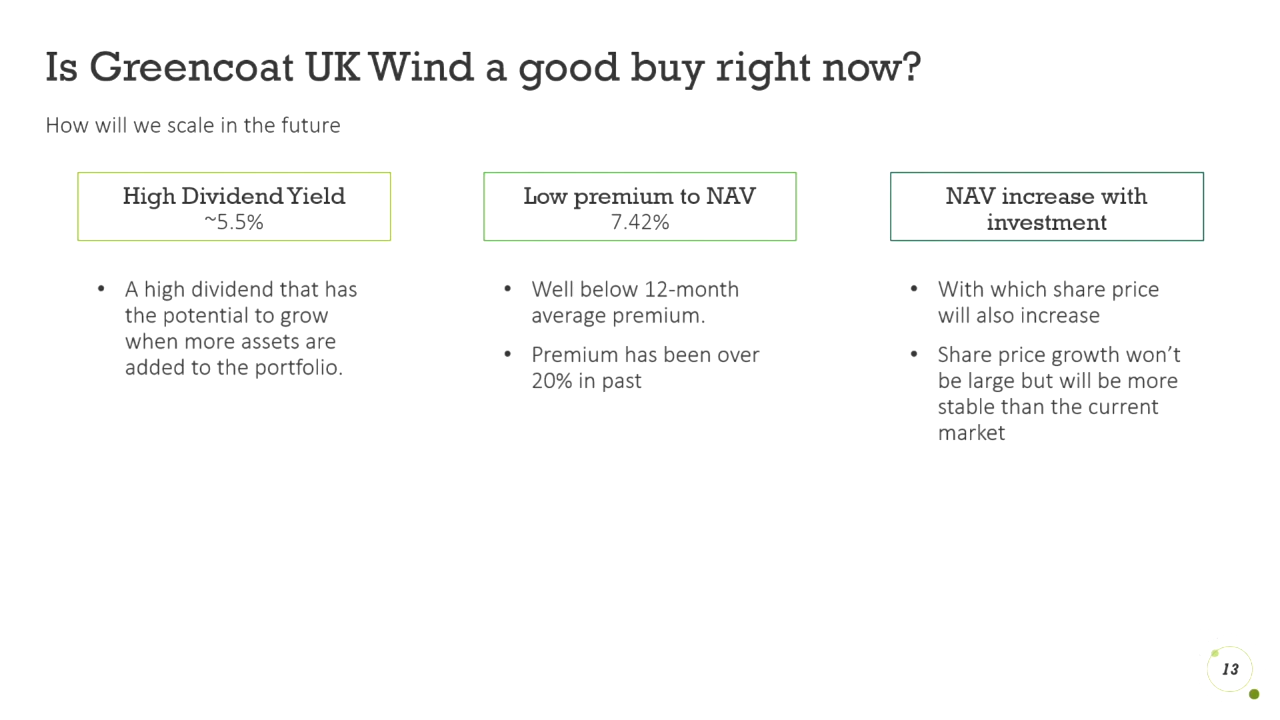 Is Greencoat UK Wind a good buy right now?
How will we scale in the future
High Dividend Yield
~5.5%
• A high dividend that has
the potential to grow
when more assets are
added to the portfolio.
Low premium to NAV
7.42%
• Well below 12-month
average premium.
• Premium has been over
20% in past
NAV increase with
investment
• With which share price
will also increase
• Share price growth won’t
be large but will be more
stable than the current
market
13